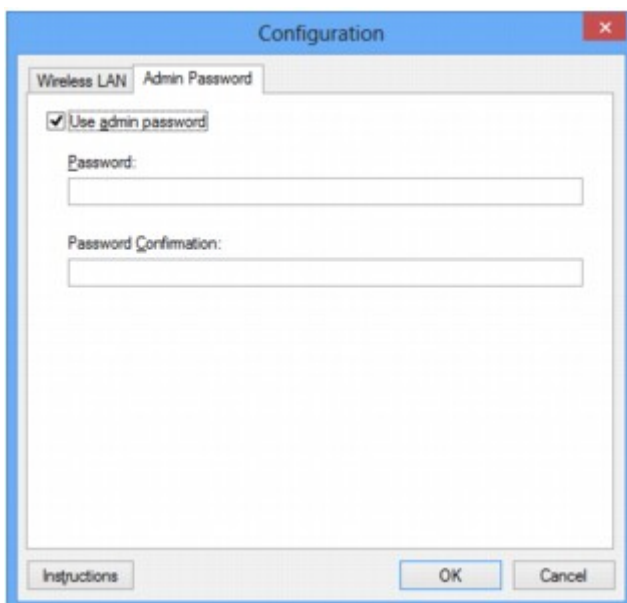 Configuration
Wireless LAN Admin Password
Use admin password
Password:
Password Confirmation:
Instructions OK Cancel